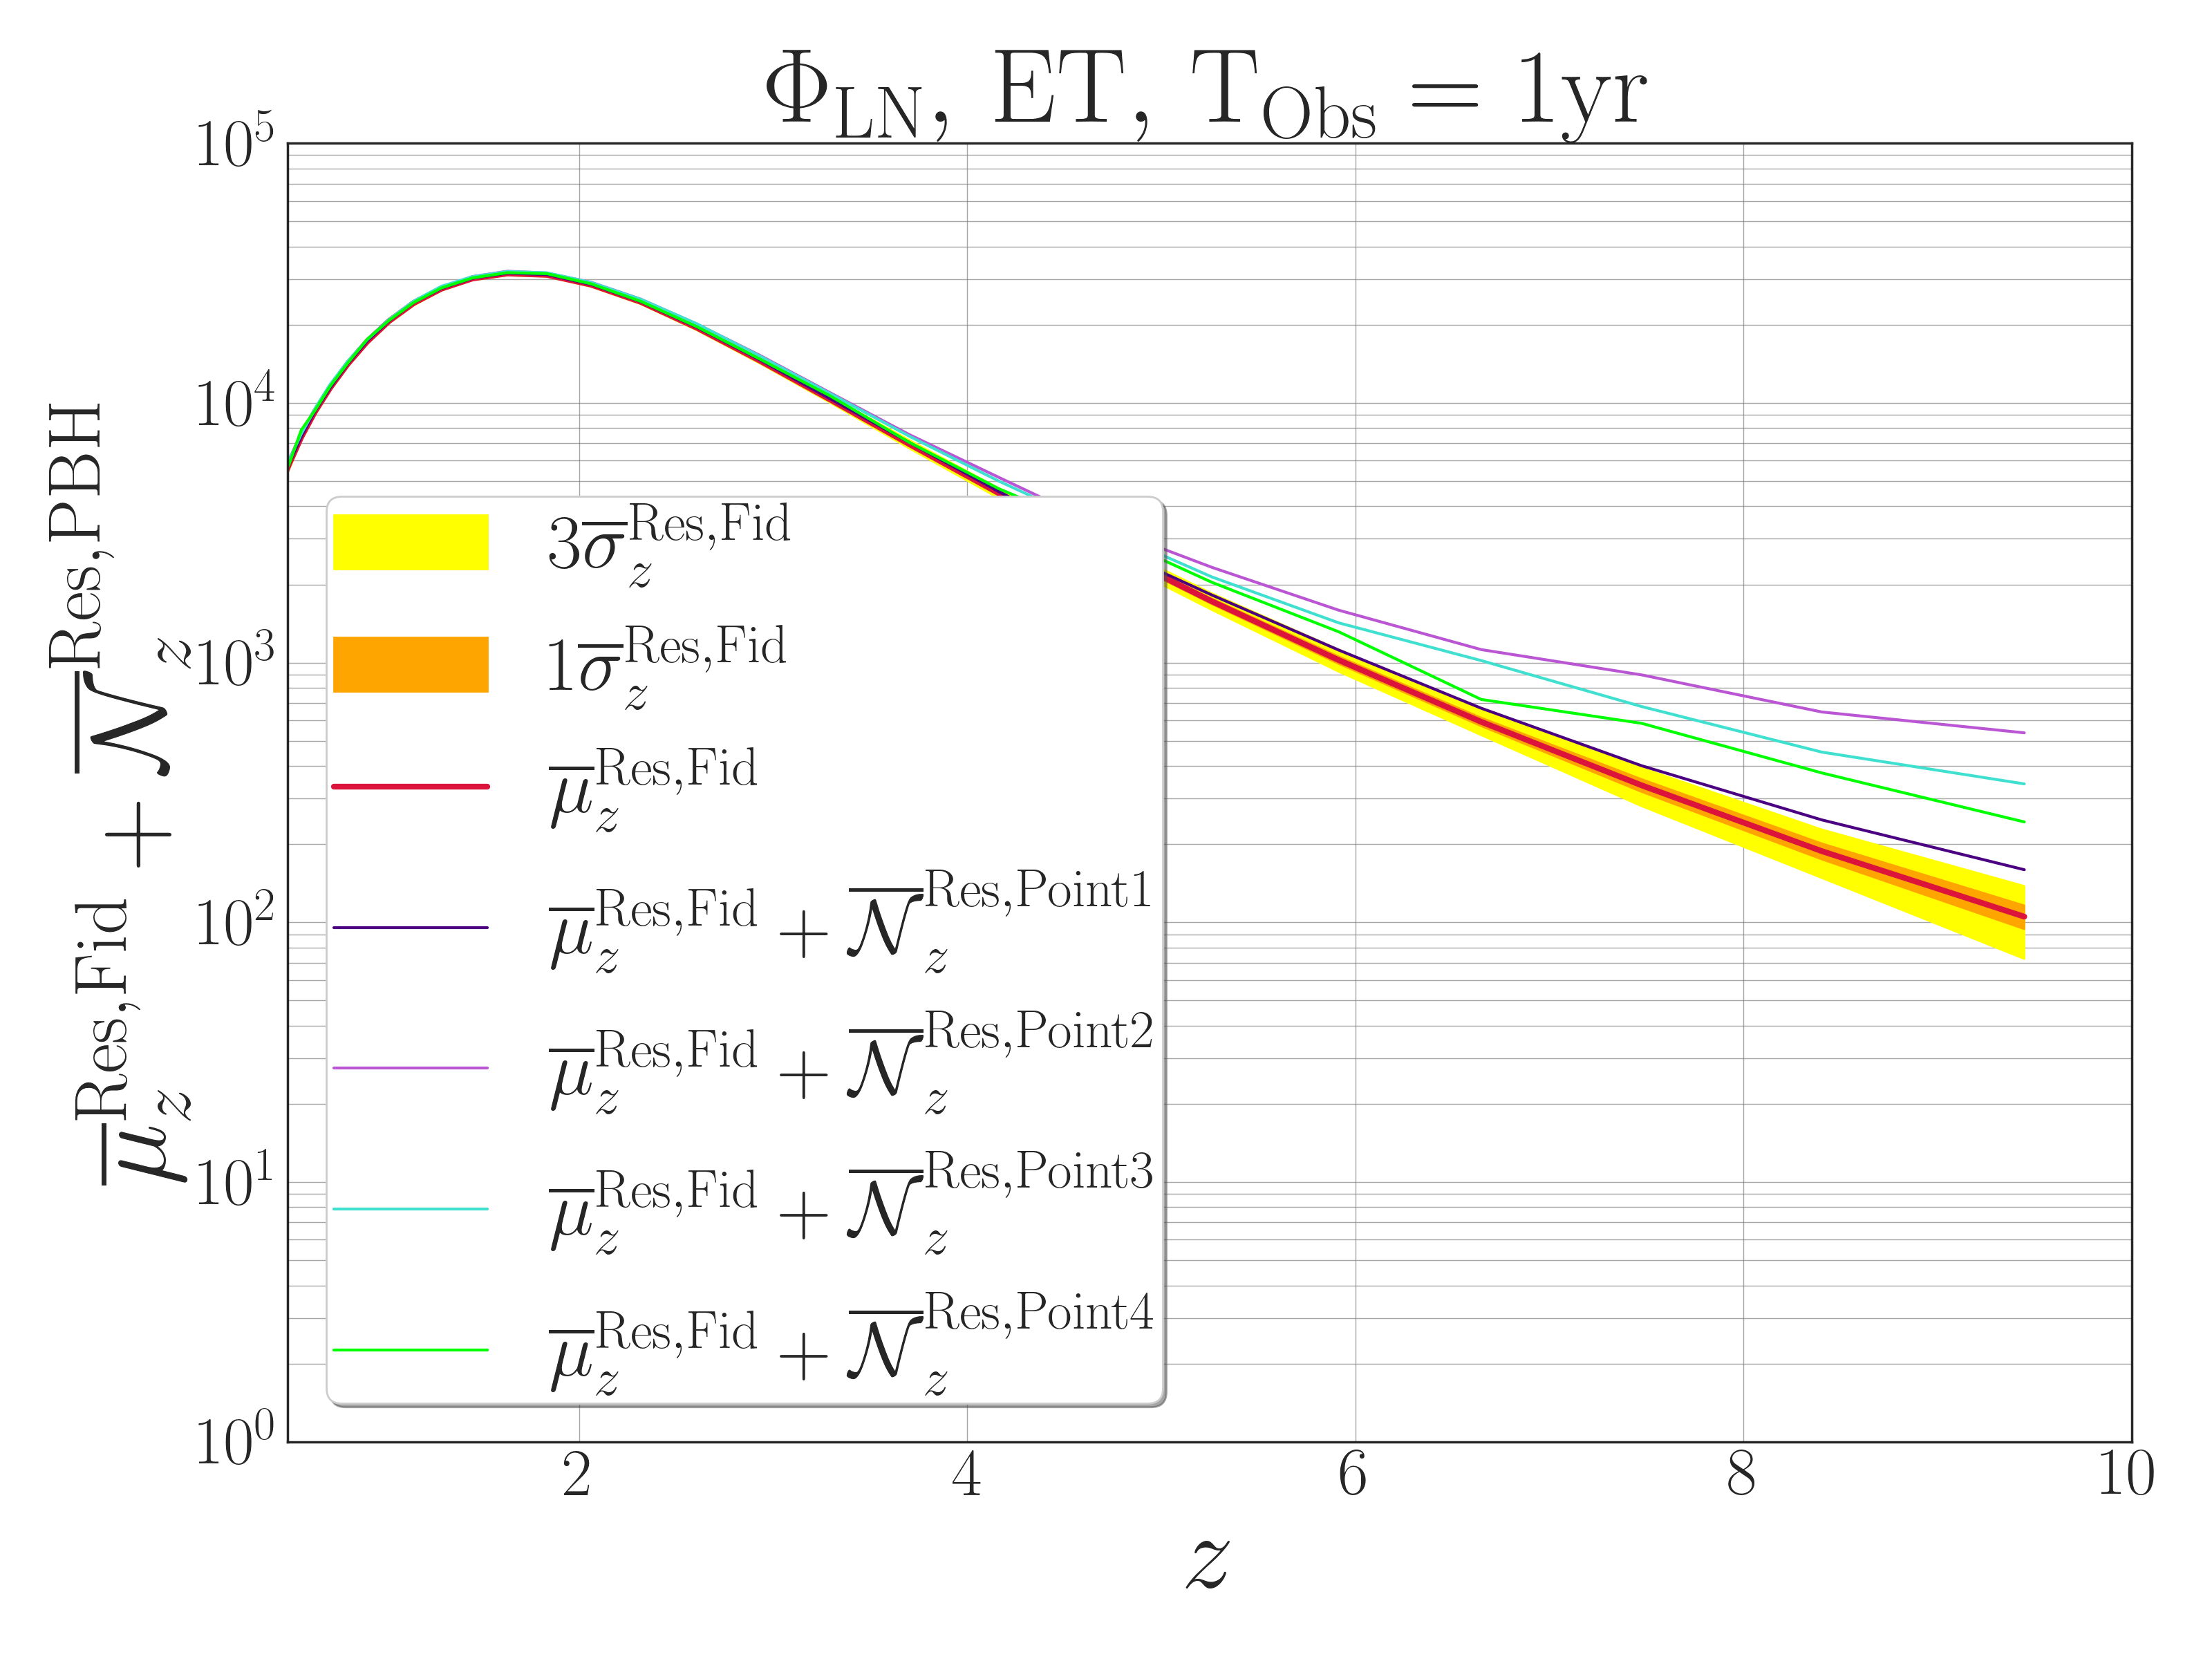 Φ_LN, ET, T_Obs = 1yr
10^5
10^4
10^3
10^2
10^1
10^0
μ̅_z^Res,Fid + 𝒩̅_z^Res,PBH
3σ̅_z^Res,Fid
1σ̅_z^Res,Fid
μ̅_z^Res,Fid
μ̅_z^Res,Fid + 𝒩̅_z^Res,Point1
μ̅_z^Res,Fid + 𝒩̅_z^Res,Point2
μ̅_z^Res,Fid + 𝒩̅_z^Res,Point3
μ̅_z^Res,Fid + 𝒩̅_z^Res,Point4
2 4 6 8 10
z